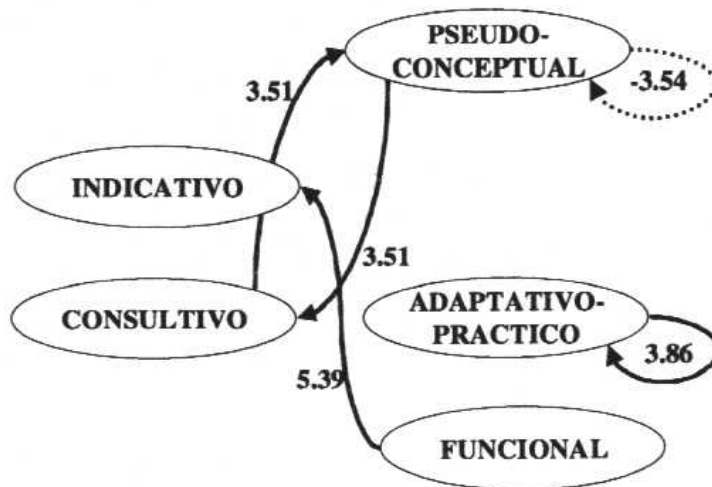 PSEUDO-
CONCEPTUAL
3.51
-3.54
INDICATIVO
3.51
CONSULTIVO
ADAPTATIVO-
PRACTICO
3.86
5.39
FUNCIONAL